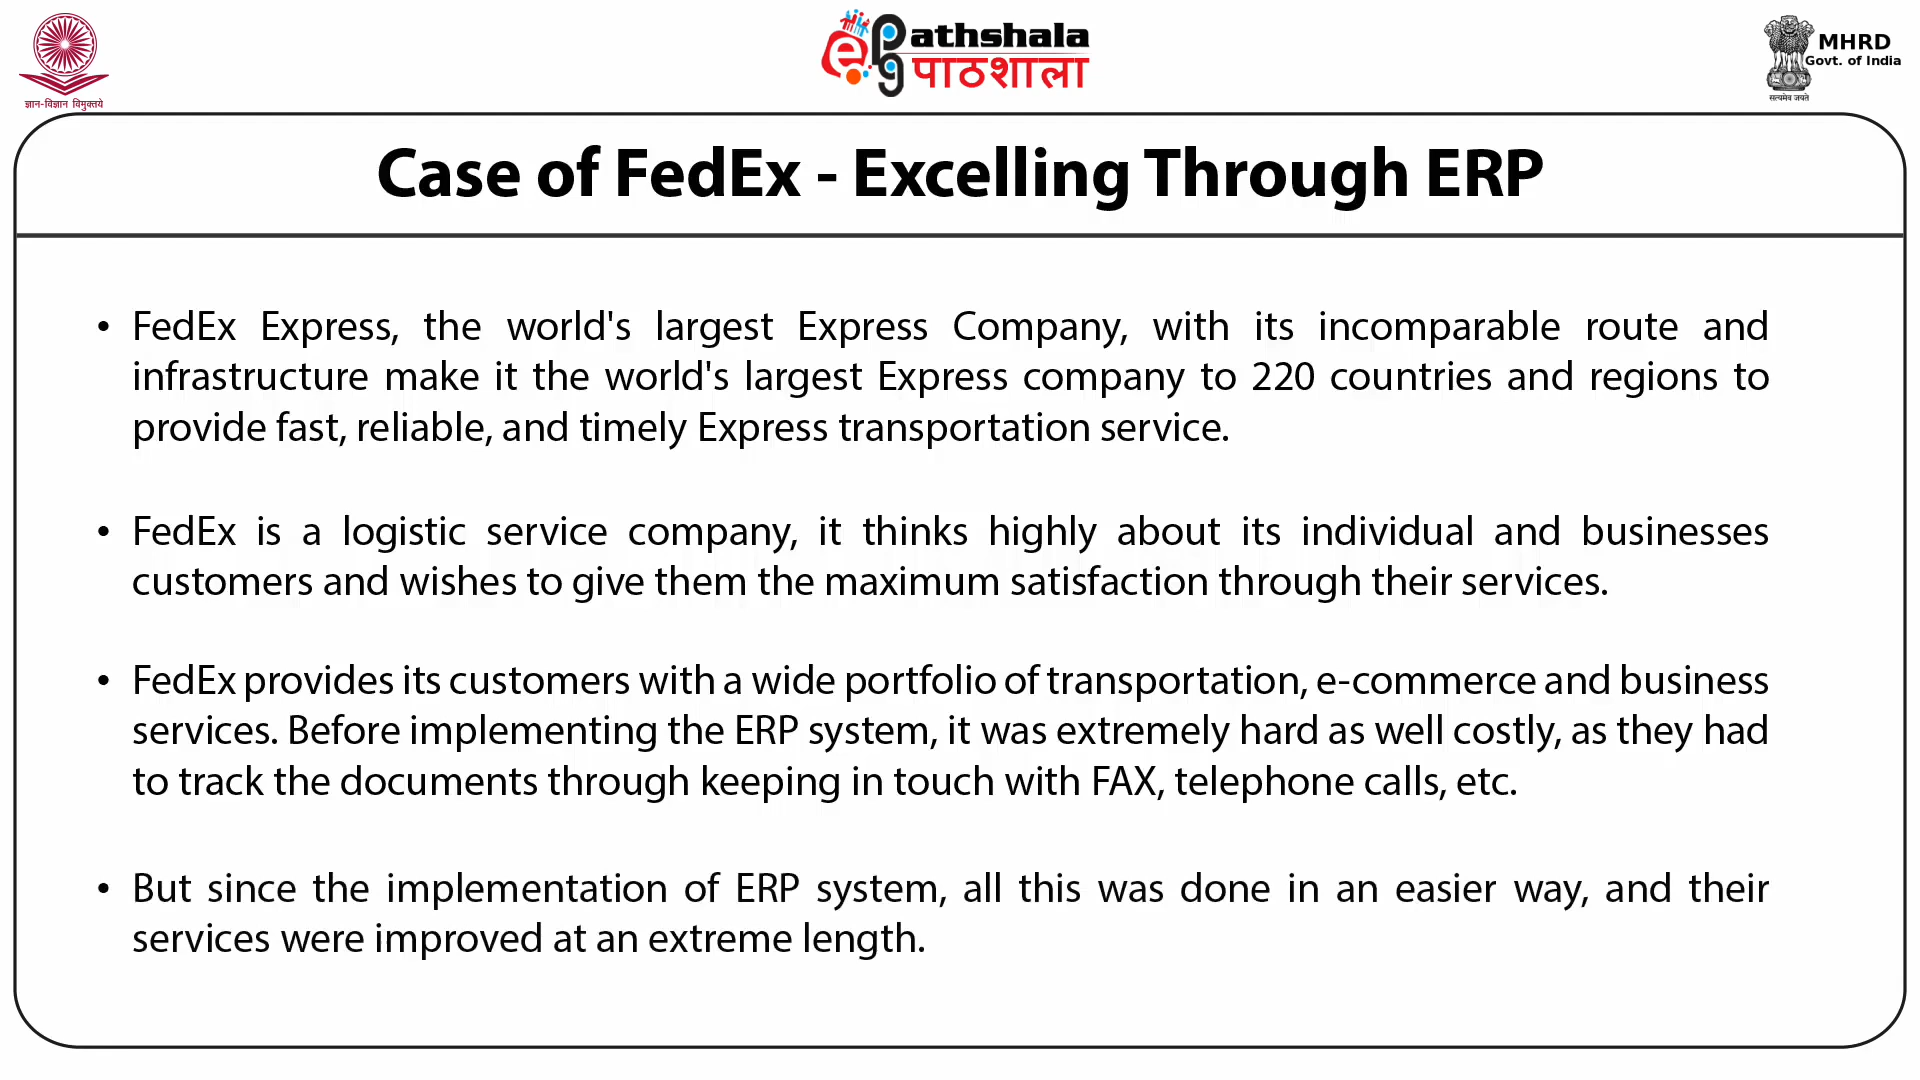 ज्ञान-विज्ञान विमुक्तये
e Pg athshala
पाठशाला
MHRD
Govt. of India
सत्यमेव जयते
Case of FedEx - Excelling Through ERP
• FedEx Express, the world's largest Express Company, with its incomparable route and
infrastructure make it the world's largest Express company to 220 countries and regions to
provide fast, reliable, and timely Express transportation service.
• FedEx is a logistic service company, it thinks highly about its individual and businesses
customers and wishes to give them the maximum satisfaction through their services.
• FedEx provides its customers with a wide portfolio of transportation, e-commerce and business
services. Before implementing the ERP system, it was extremely hard as well costly, as they had
to track the documents through keeping in touch with FAX, telephone calls, etc.
• But since the implementation of ERP system, all this was done in an easier way, and their
services were improved at an extreme length.